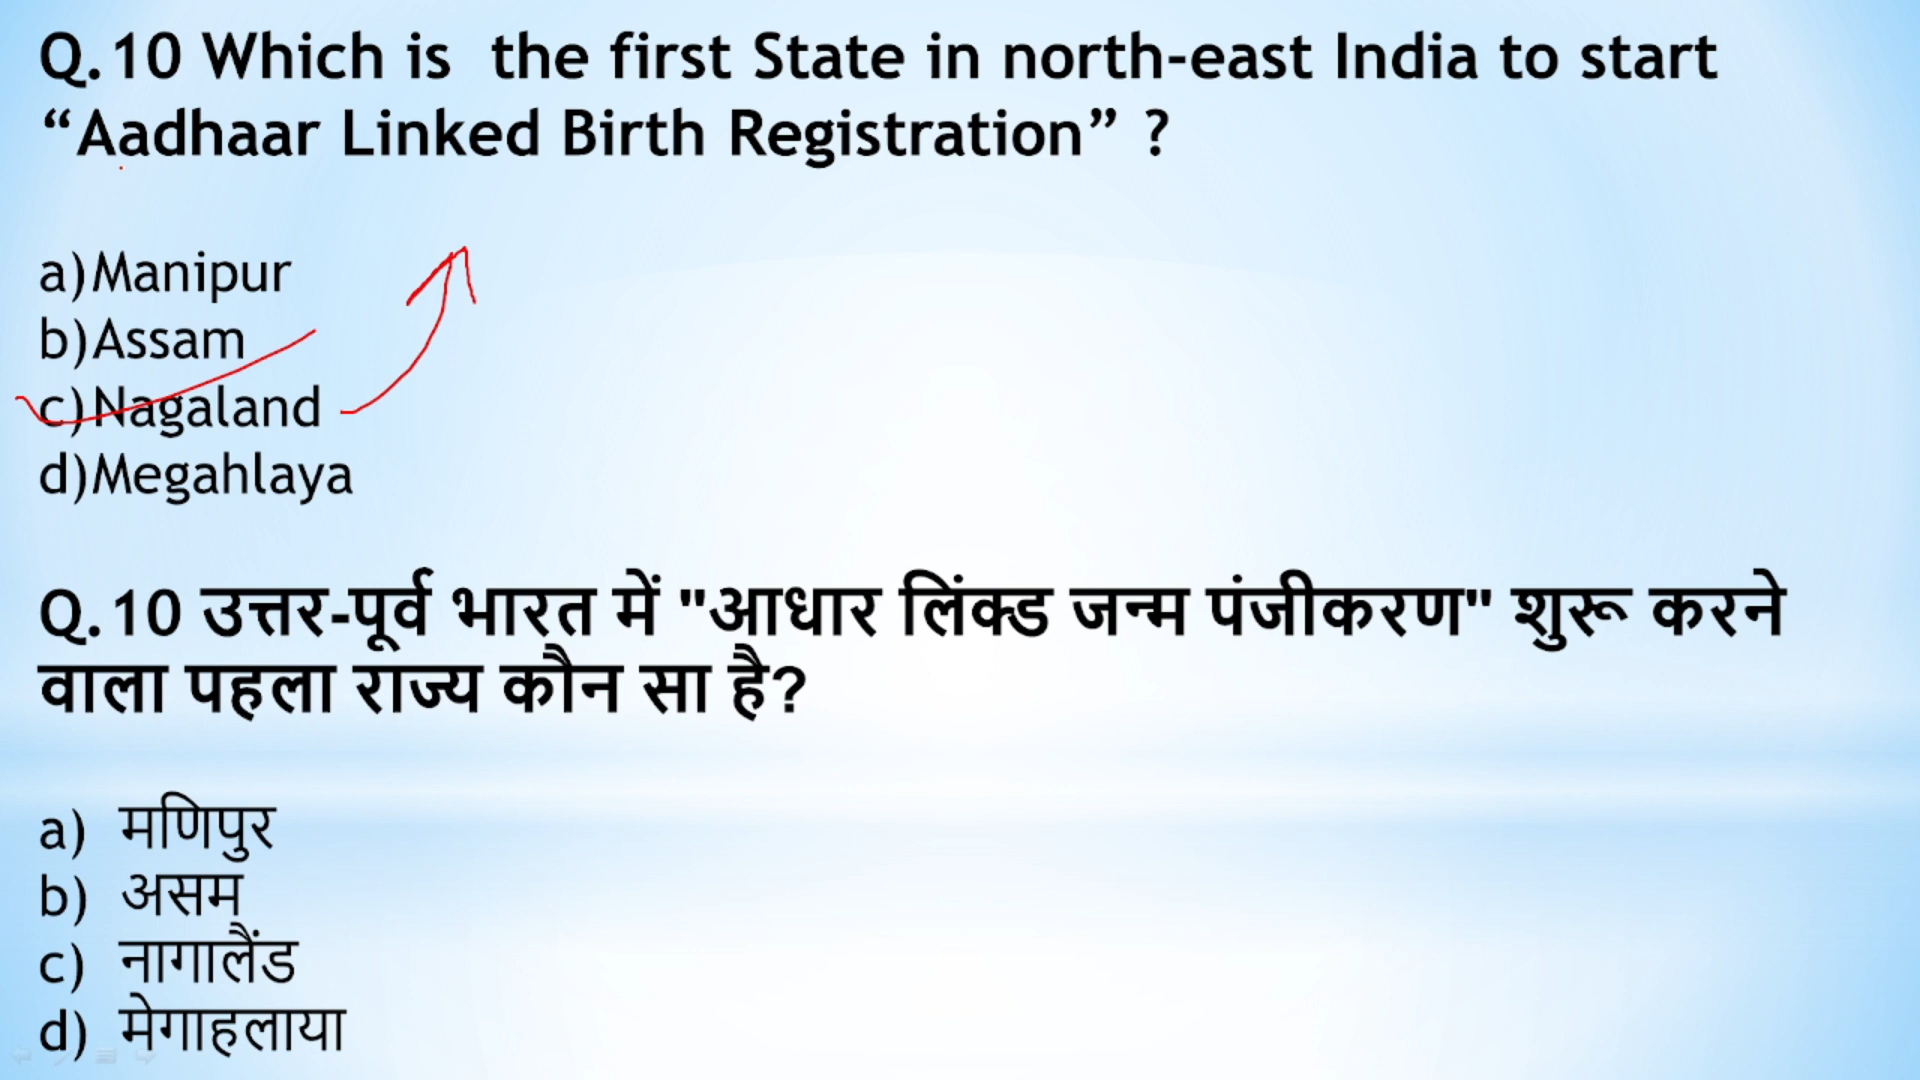 Q.10 Which is the first State in north-east India to start
“Aadhaar Linked Birth Registration” ?
a)Manipur
b)Assam
c)Nagaland
d)Megahlaya
Q.10 उत्तर-पूर्व भारत में "आधार लिंक्ड जन्म पंजीकरण" शुरू करने
वाला पहला राज्य कौन सा है?
a) मणिपुर
b) असम
c) नागालैंड
d) मेगाहलाया